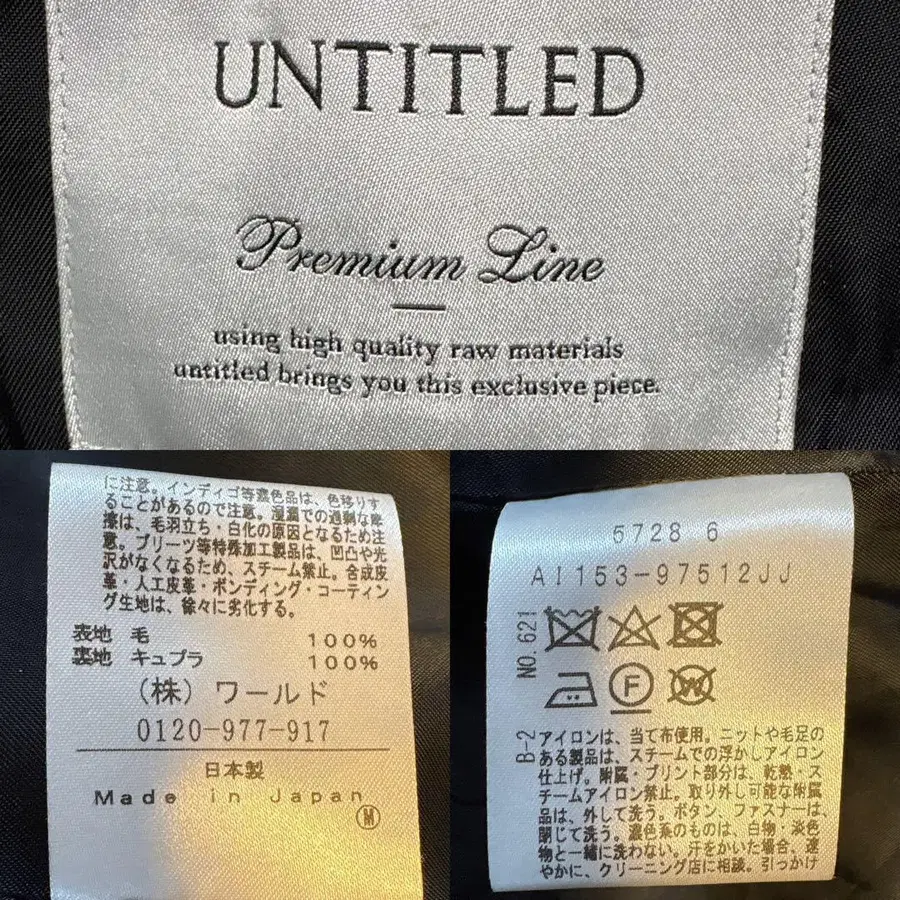 UNTITLED
Premium Line
using high quality raw materials
untitled brings you this exclusive piece.
に注意。インディゴ等濃色品は、色移りす
ることがあるので注意。湿潤での過剰な摩
擦は、毛羽立ち・白化の原因となるため注
意。プリーツ等特殊加工製品は、凹凸や光
沢がなくなるため、スチーム禁止。合成皮
革・人工皮革・ボンディング・コーティン
グ生地は、徐々に劣化する。
表地 毛 100%
裏地 キュプラ 100%
(株) ワールド
0120-977-917
日本製
Made in Japan
M
5728 6
AI153-97512JJ
NO.621
F
W
B-2
アイロンは、当て布使用。ニットや毛足の
ある製品は、スチームでの浮かしアイロン
仕上げ。附属・プリント部分は、乾熱・ス
チームアイロン禁止。取り外し可能な附属
品は、外して洗う。ボタン、ファスナーは
閉じて洗う。濃色系のものは、白物・淡色
物と一緒に洗わない。汗をかいた場合、速
やかに、クリーニング店に相談。引っかけ